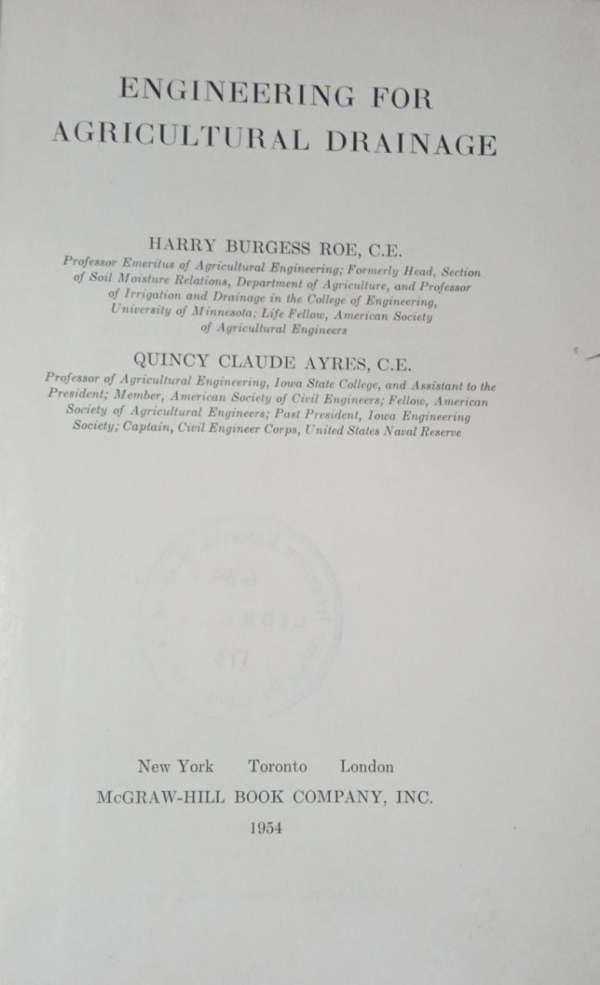 ENGINEERING FOR
AGRICULTURAL DRAINAGE
HARRY BURGESS ROE, C.E.
Professor Emeritus of Agricultural Engineering; Formerly Head, Section
of Soil Moisture Relations, Department of Agriculture, and Professor
of Irrigation and Drainage in the College of Engineering,
University of Minnesota; Life Fellow, American Society
of Agricultural Engineers
QUINCY CLAUDE AYRES, C.E.
Professor of Agricultural Engineering, Iowa State College, and Assistant to the
President; Member, American Society of Civil Engineers; Fellow, American
Society of Agricultural Engineers; Past President, Iowa Engineering
Society; Captain, Civil Engineer Corps, United States Naval Reserve
New York Toronto London
McGRAW-HILL BOOK COMPANY, INC.
1954